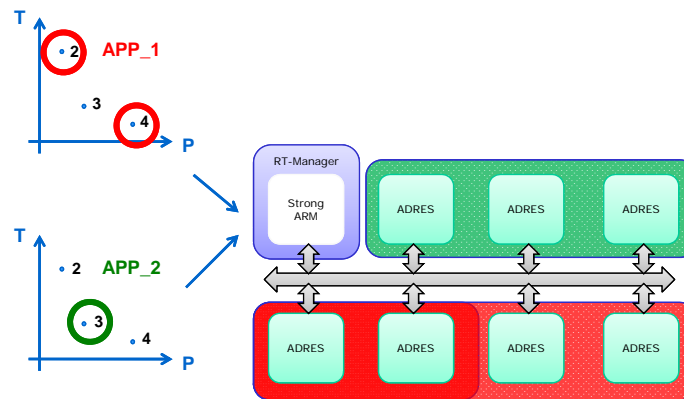 T
2
APP_1
3
4
P
RT-Manager
Strong
ARM
ADRES
ADRES
ADRES
T
2
APP_2
3
4
P
ADRES
ADRES
ADRES
ADRES